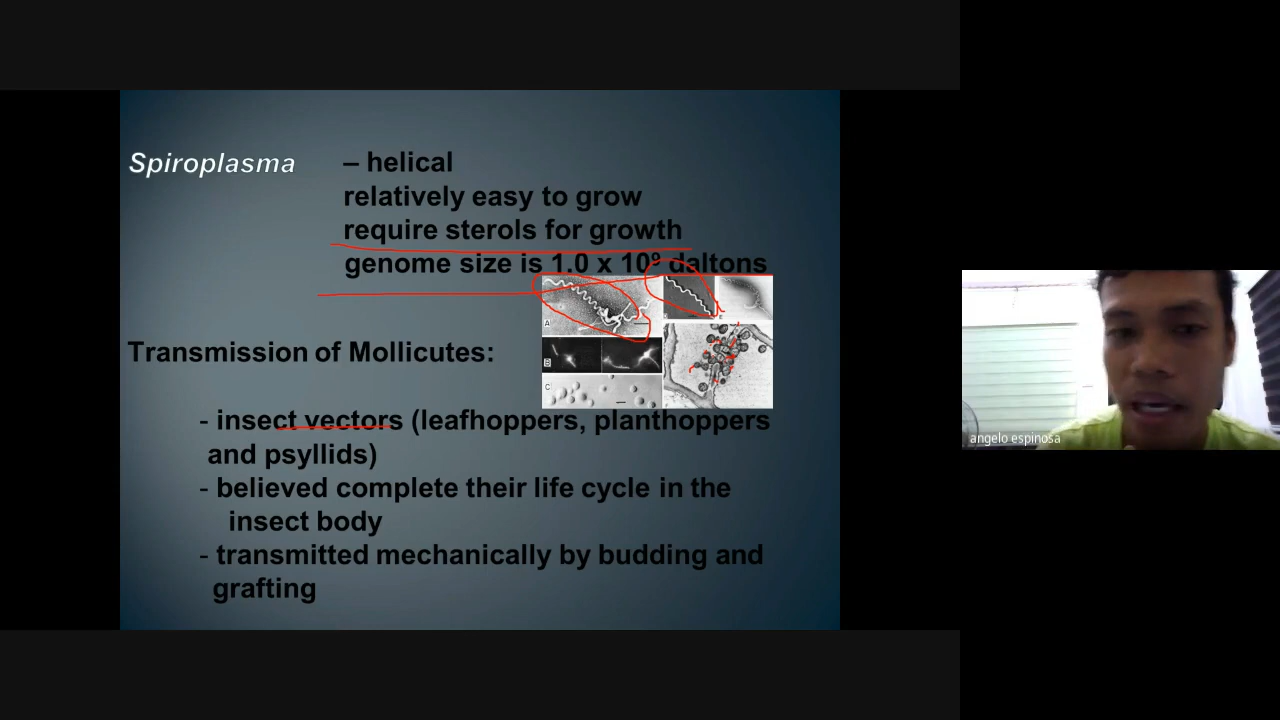 Spiroplasma – helical
relatively easy to grow
require sterols for growth
genome size is 1.0 x 10⁹ daltons
A
B
C
Transmission of Mollicutes:
- insect vectors (leafhoppers, planthoppers
and psyllids)
- believed complete their life cycle in the
insect body
- transmitted mechanically by budding and
grafting
angelo espinosa